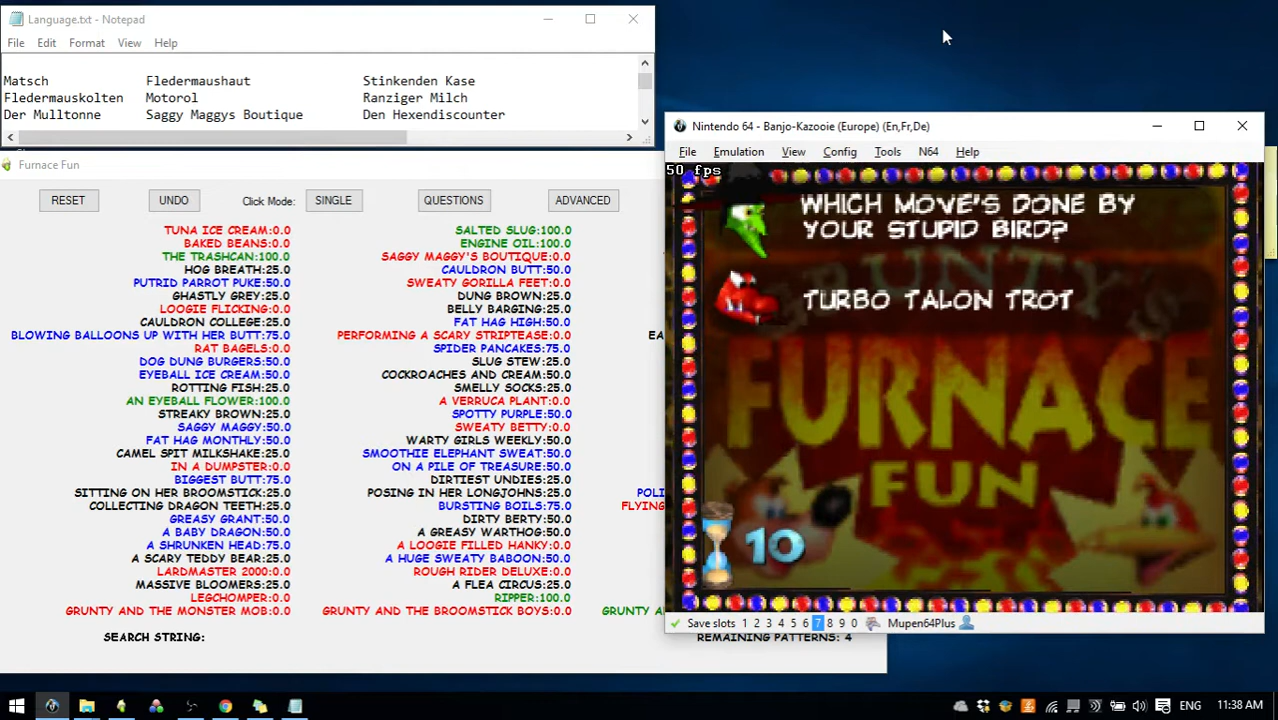 Language.txt - Notepad
File Edit Format View Help
Matsch Fledermaushaut Stinkenden Kase
Fledermauskolten Motorol Ranziger Milch
Der Mulltonne Saggy Maggys Boutique Den Hexendiscounter
Furnace Fun
RESET UNDO Click Mode: SINGLE QUESTIONS ADVANCED
TUNA ICE CREAM:0.0 SALTED SLUG:100.0
BAKED BEANS:0.0 ENGINE OIL:100.0
THE TRASHCAN:100.0 SAGGY MAGGY'S BOUTIQUE:0.0
HOG BREATH:25.0 CAULDRON BUTT:50.0
PUTRID PARROT PUKE:50.0 SWEATY GORILLA FEET:0.0
GHASTLY GREY:25.0 DUNG BROWN:25.0
LOOGIE FLICKING:0.0 BELLY BARGING:25.0
CAULDRON COLLEGE:25.0 FAT HAG HIGH:50.0
BLOWING BALLOONS UP WITH HER BUTT:75.0 PERFORMING A SCARY STRIPTEASE:0.0 EA
RAT BAGELS:0.0 SPIDER PANCAKES:75.0
DOG DUNG BURGERS:50.0 SLUG STEW:25.0
EYEBALL ICE CREAM:50.0 COCKROACHES AND CREAM:50.0
ROTTING FISH:25.0 SMELLY SOCKS:25.0
AN EYEBALL FLOWER:100.0 A VERRUCA PLANT:0.0
STREAKY BROWN:25.0 SPOTTY PURPLE:50.0
SAGGY MAGGY:50.0 SWEATY BETTY:0.0
FAT HAG MONTHLY:50.0 WARTY GIRLS WEEKLY:50.0
CAMEL SPIT MILKSHAKE:25.0 SMOOTHIE ELEPHANT SWEAT:50.0
IN A DUMPSTER:0.0 ON A PILE OF TREASURE:50.0
BIGGEST BUTT:75.0 DIRTIEST UNDIES:25.0
SITTING ON HER BROOMSTICK:25.0 POSING IN HER LONGJOHNS:25.0 POLI
COLLECTING DRAGON TEETH:25.0 BURSTING BOILS:75.0 FLYING
GREASY GRANT:50.0 DIRTY BERTY:50.0
A BABY DRAGON:50.0 A GREASY WARTHOG:50.0
A SHRUNKEN HEAD:75.0 A LOOGIE FILLED HANKY:0.0
A SCARY TEDDY BEAR:25.0 A HUGE SWEATY BABOON:50.0
LARDMASTER 2000:0.0 ROUGH RIDER DELUXE:0.0
MASSIVE BLOOMERS:25.0 A FLEA CIRCUS:25.0
LEGCHOMPER:0.0 RIPPER:100.0
GRUNTY AND THE MONSTER MOB:0.0 GRUNTY AND THE BROOMSTICK BOYS:0.0 GRUNTY A
SEARCH STRING: REMAINING PATTERNS: 4
Nintendo 64 - Banjo-Kazooie (Europe) (En,Fr,De)
File Emulation View Config Tools N64 Help
50 fps
WHICH MOVE'S DONE BY
YOUR STUPID BIRD?
TURBO TALON TROT
GRUNTY'S
FURNACE
FUN
10
Save slots 1 2 3 4 5 6 7 8 9 0 Mupen64Plus
ENG 11:38 AM